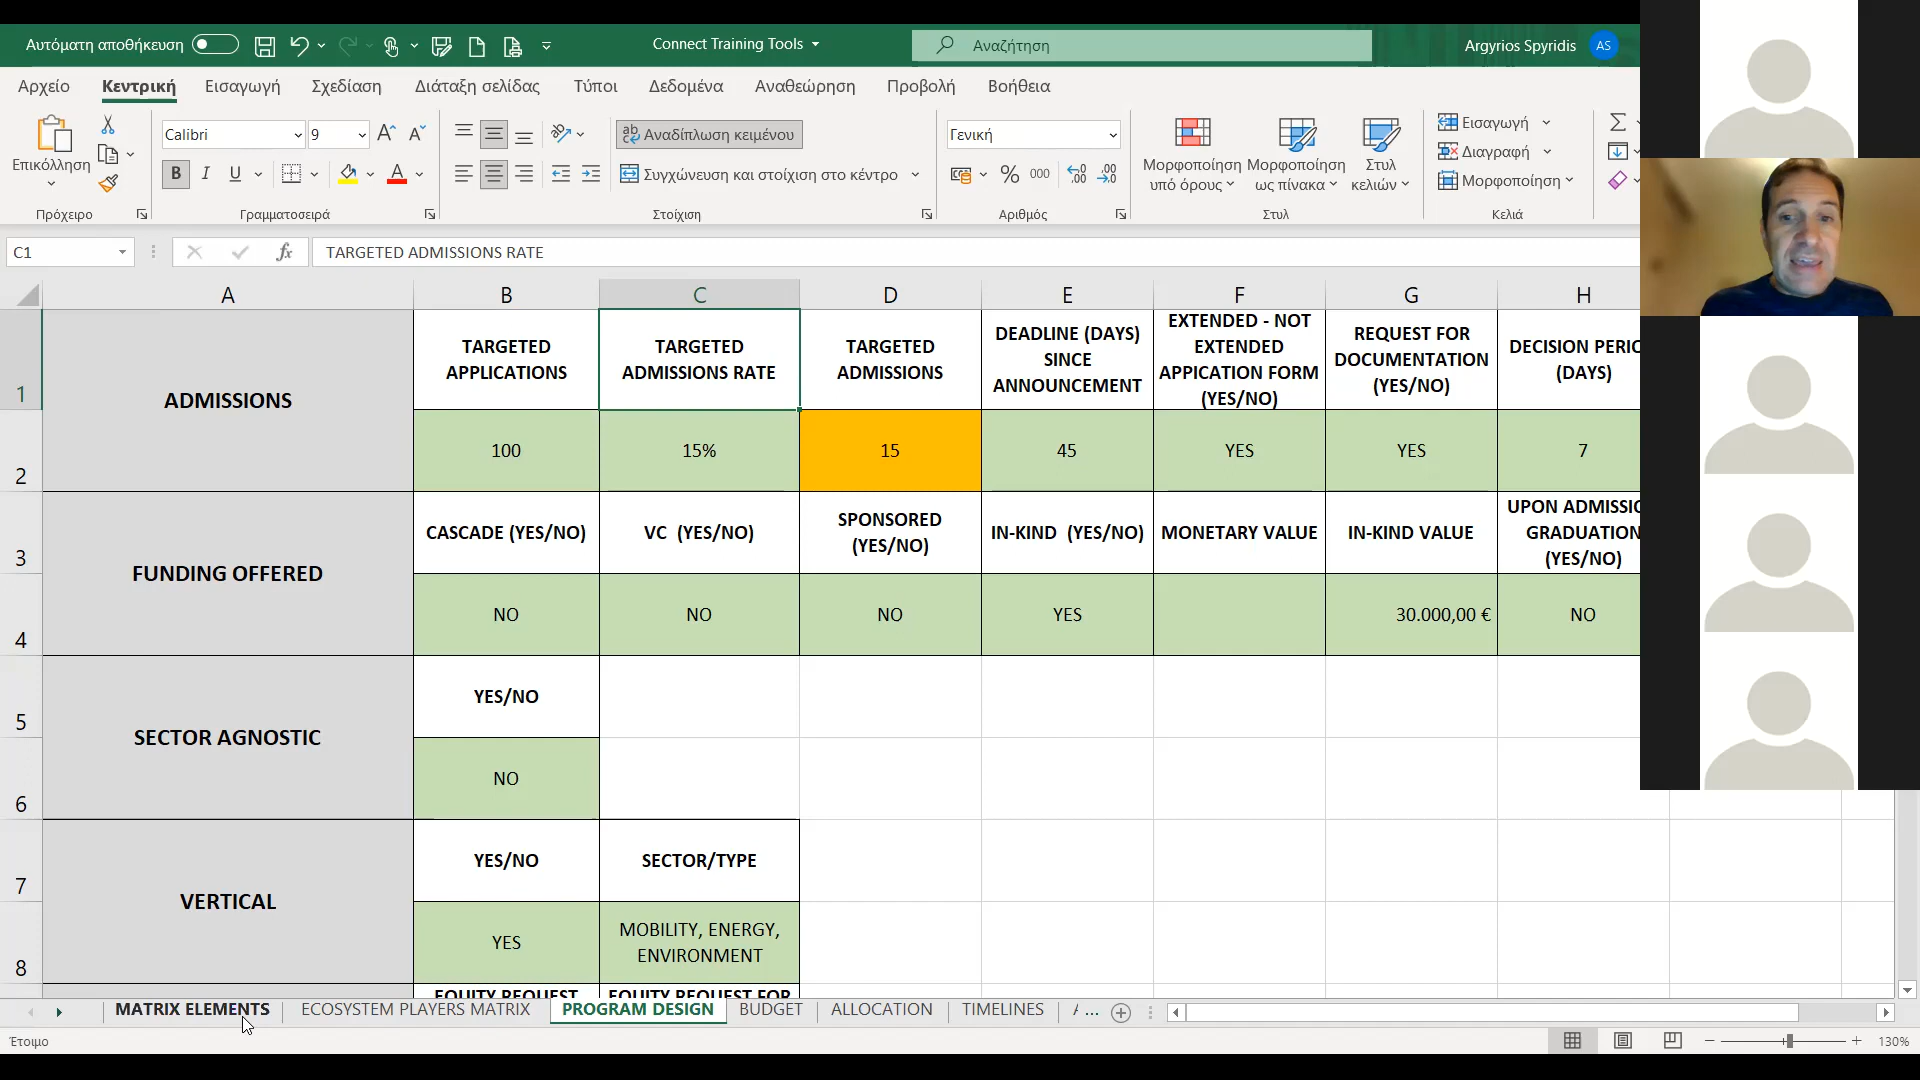 Αυτόματη αποθήκευση
Connect Training Tools
Αναζήτηση
Argyrios Spyridis
AS
Αρχείο
Κεντρική
Εισαγωγή
Σχεδίαση
Διάταξη σελίδας
Τύποι
Δεδομένα
Αναθεώρηση
Προβολή
Βοήθεια
Επικόλληση
Πρόχειρο
Calibri
9
B I U
Γραμματοσειρά
Αναδίπλωση κειμένου
Συγχώνευση και στοίχιση στο κέντρο
Στοίχιση
Γενική
% 000
Αριθμός
Μορφοποίηση
υπό όρους
Μορφοποίηση
ως πίνακα
Στυλ
κελιών
Στυλ
Εισαγωγή
Διαγραφή
Μορφοποίηση
Κελιά
C1
fx
TARGETED ADMISSIONS RATE
A B C D E F G H
1
ADMISSIONS
TARGETED
APPLICATIONS
TARGETED
ADMISSIONS RATE
TARGETED
ADMISSIONS
DEADLINE (DAYS)
SINCE
ANNOUNCEMENT
EXTENDED - NOT
EXTENDED
APPICATION FORM
(YES/NO)
REQUEST FOR
DOCUMENTATION
(YES/NO)
DECISION PERIO
(DAYS)
2
100 15% 15 45 YES YES 7
3
FUNDING OFFERED
CASCADE (YES/NO)
VC (YES/NO)
SPONSORED
(YES/NO)
IN-KIND (YES/NO)
MONETARY VALUE
IN-KIND VALUE
UPON ADMISSIO
GRADUATION
(YES/NO)
4
NO NO NO YES 30.000,00 € NO
5
SECTOR AGNOSTIC
YES/NO
6
NO
7
VERTICAL
YES/NO
SECTOR/TYPE
8
YES
MOBILITY, ENERGY,
ENVIRONMENT
EQUITY REQUEST
EQUITY REQUEST FOR
MATRIX ELEMENTS
ECOSYSTEM PLAYERS MATRIX
PROGRAM DESIGN
BUDGET
ALLOCATION
TIMELINES
...
Έτοιμο
130%